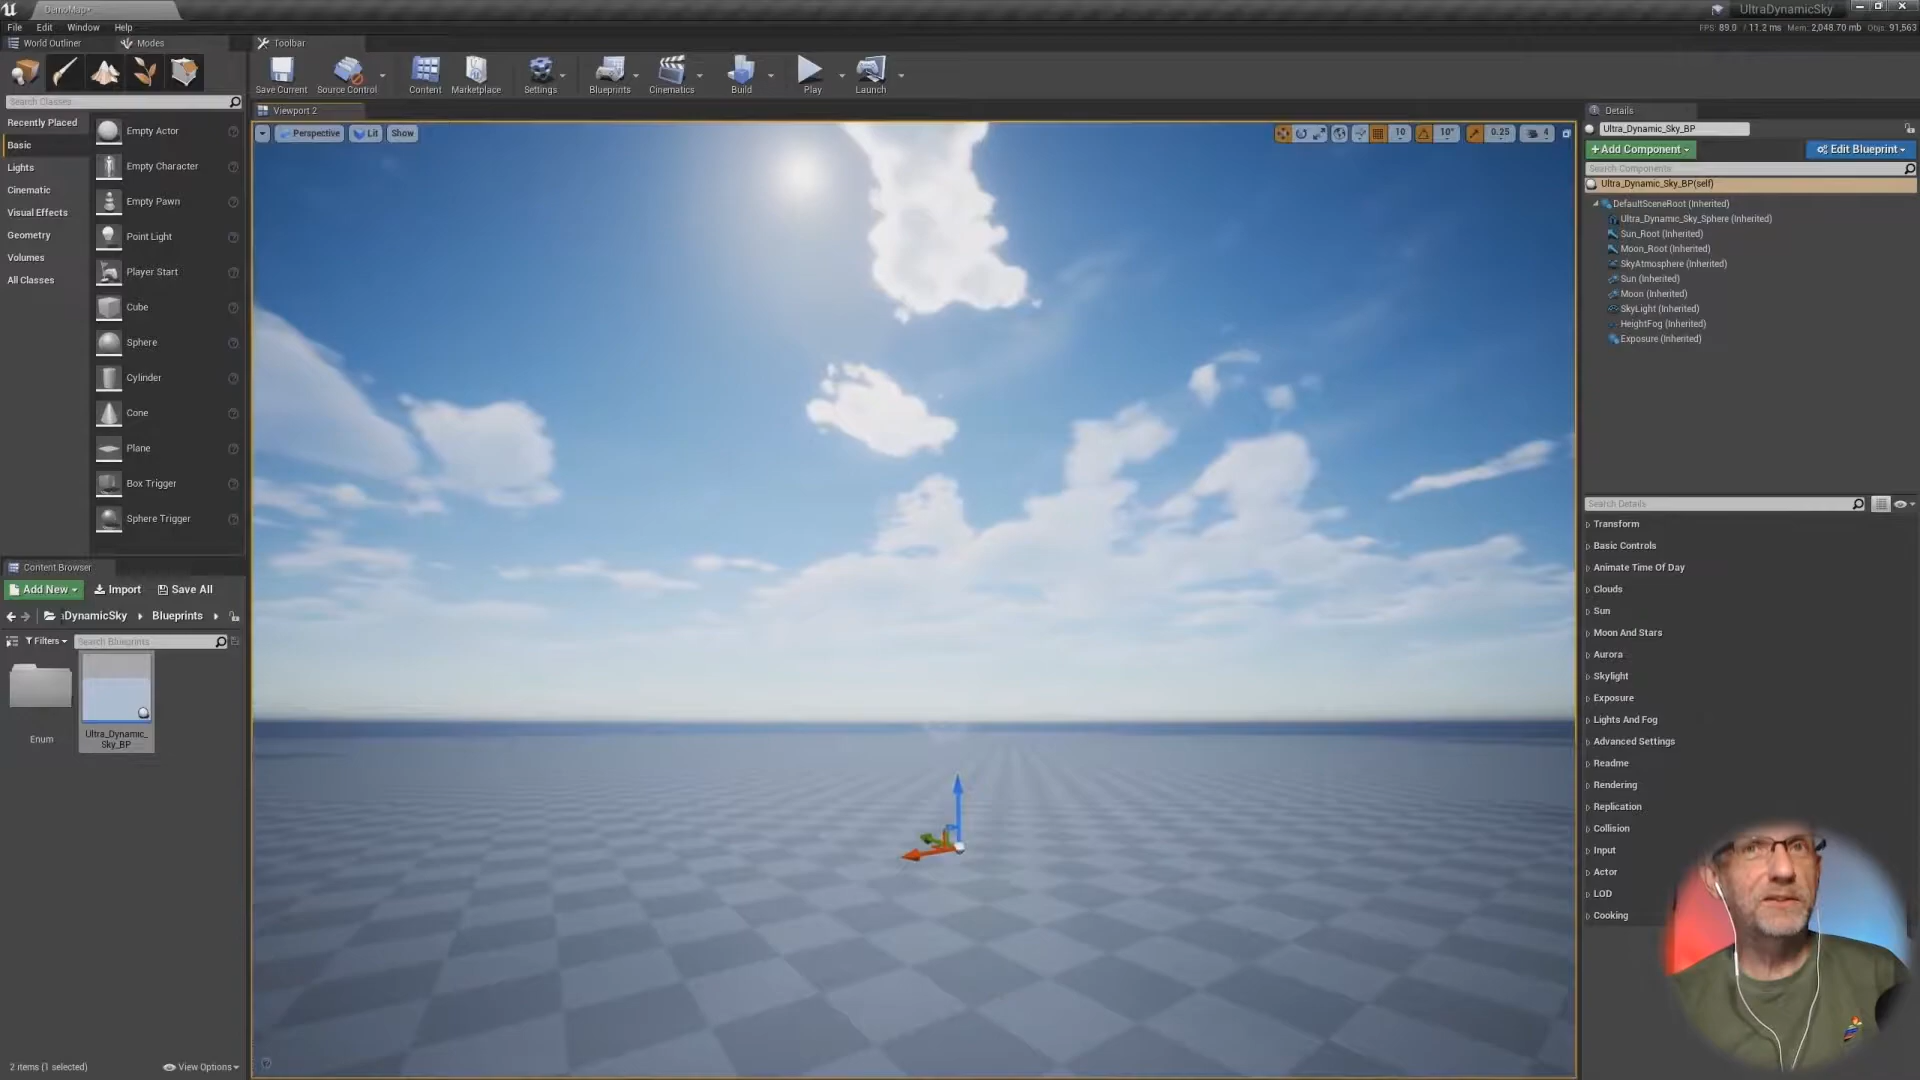 DemoMap*
UltraDynamicSky
File Edit Window Help
FPS: 89.0 / 11.2 ms Mem: 2,048.70 mb Objs: 91,563
World Outliner Modes
Toolbar
Save Current Source Control Content Marketplace Settings Blueprints Cinematics Build Play Launch
Search Classes
Recently Placed
Basic
Lights
Cinematic
Visual Effects
Geometry
Volumes
All Classes
Empty Actor
Empty Character
Empty Pawn
Point Light
Player Start
Cube
Sphere
Cylinder
Cone
Plane
Box Trigger
Sphere Trigger
Content Browser
Add New Import Save All
DynamicSky Blueprints
Filters Search Blueprints
Enum
Ultra_Dynamic_
Sky_BP
2 items (1 selected) View Options
Viewport 2
Perspective Lit Show
10 10° 0.25 4
Details
Ultra_Dynamic_Sky_BP
+Add Component Edit Blueprint
Search Components
Ultra_Dynamic_Sky_BP(self)
DefaultSceneRoot (Inherited)
Ultra_Dynamic_Sky_Sphere (Inherited)
Sun_Root (Inherited)
Moon_Root (Inherited)
SkyAtmosphere (Inherited)
Sun (Inherited)
Moon (Inherited)
SkyLight (Inherited)
HeightFog (Inherited)
Exposure (Inherited)
Search Details
Transform
Basic Controls
Animate Time Of Day
Clouds
Sun
Moon And Stars
Aurora
Skylight
Exposure
Lights And Fog
Advanced Settings
Readme
Rendering
Replication
Collision
Input
Actor
LOD
Cooking